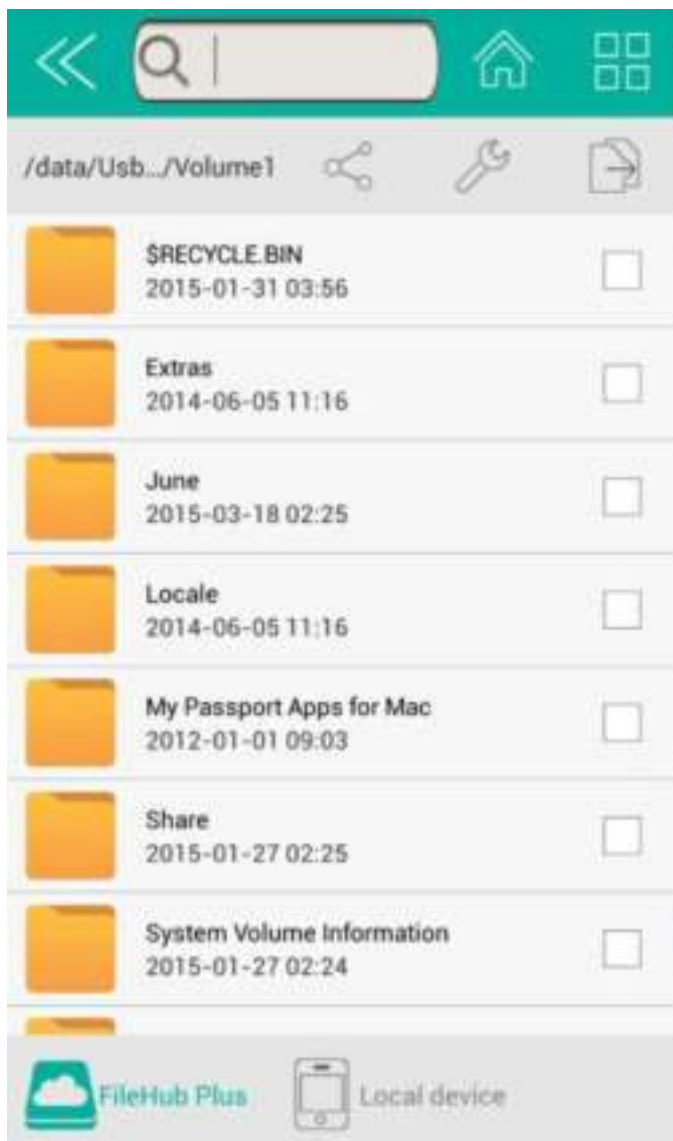 /data/Usb.../Volume1
$RECYCLE.BIN
2015-01-31 03:56
Extras
2014-06-05 11:16
June
2015-03-18 02:25
Locale
2014-06-05 11:16
My Passport Apps for Mac
2012-01-01 09:03
Share
2015-01-27 02:25
System Volume Information
2015-01-27 02:24
FileHub Plus
Local device